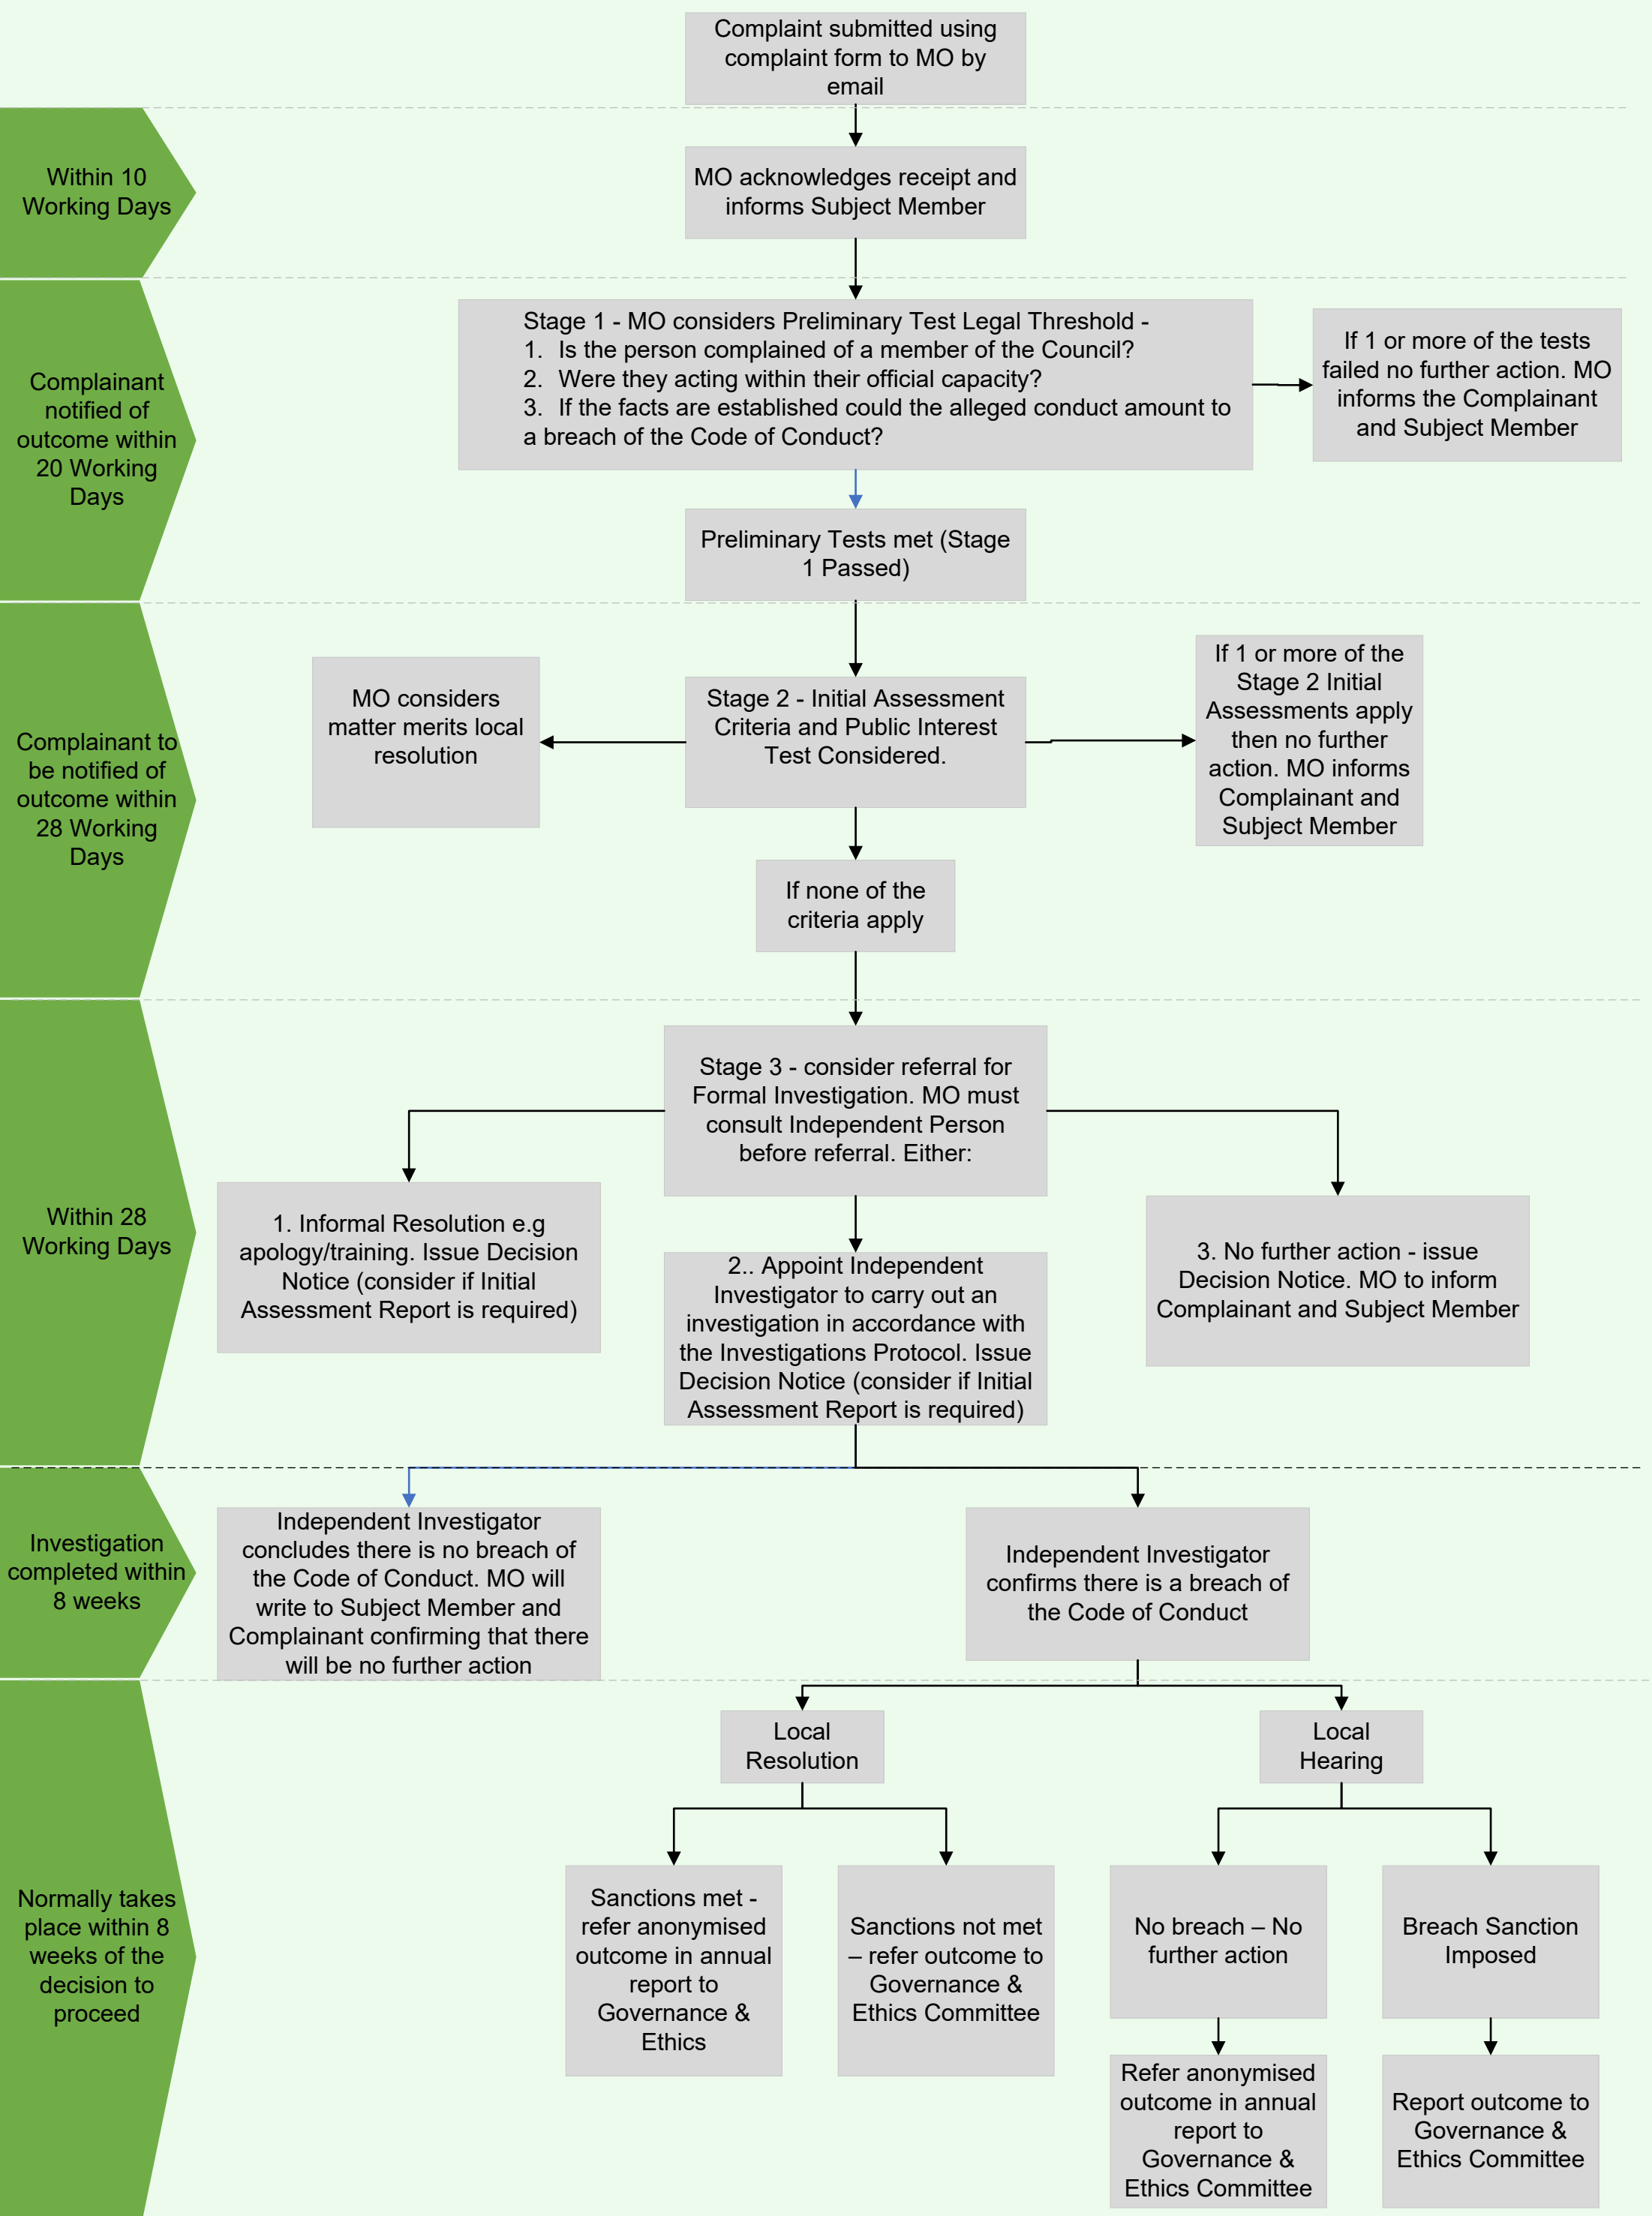 Complaint submitted using
complaint form to MO by
email
Within 10
Working Days
MO acknowledges receipt and
informs Subject Member
Complainant
notified of
outcome within
20 Working
Days
Stage 1 - MO considers Preliminary Test Legal Threshold -
1. Is the person complained of a member of the Council?
2. Were they acting within their official capacity?
3. If the facts are established could the alleged conduct amount to
a breach of the Code of Conduct?
If 1 or more of the tests
failed no further action. MO
informs the Complainant
and Subject Member
Preliminary Tests met (Stage
1 Passed)
Complainant to
be notified of
outcome within
28 Working
Days
MO considers
matter merits local
resolution
Stage 2 - Initial Assessment
Criteria and Public Interest
Test Considered.
If 1 or more of the
Stage 2 Initial
Assessments apply
then no further
action. MO informs
Complainant and
Subject Member
If none of the
criteria apply
Within 28
Working Days
Stage 3 - consider referral for
Formal Investigation. MO must
consult Independent Person
before referral. Either:
1. Informal Resolution e.g
apology/training. Issue Decision
Notice (consider if Initial
Assessment Report is required)
2.. Appoint Independent
Investigator to carry out an
investigation in accordance with
the Investigations Protocol. Issue
Decision Notice (consider if Initial
Assessment Report is required)
3. No further action - issue
Decision Notice. MO to inform
Complainant and Subject Member
Investigation
completed within
8 weeks
Independent Investigator
concludes there is no breach of
the Code of Conduct. MO will
write to Subject Member and
Complainant confirming that there
will be no further action
Independent Investigator
confirms there is a breach of
the Code of Conduct
Normally takes
place within 8
weeks of the
decision to
proceed
Local
Resolution
Local
Hearing
Sanctions met -
refer anonymised
outcome in annual
report to
Governance &
Ethics
Sanctions not met
– refer outcome to
Governance &
Ethics Committee
No breach – No
further action
Breach Sanction
Imposed
Refer anonymised
outcome in annual
report to
Governance &
Ethics Committee
Report outcome to
Governance &
Ethics Committee